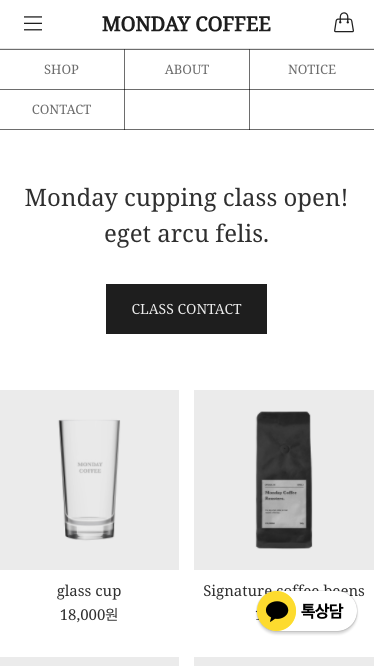 MONDAY COFFEE
SHOP
ABOUT
NOTICE
CONTACT
Monday cupping class open!
eget arcu felis.
CLASS CONTACT
MONDAY
COFFEE
Monday Coffee
glass cup
18,000원
Signature coffee beens
톡상담